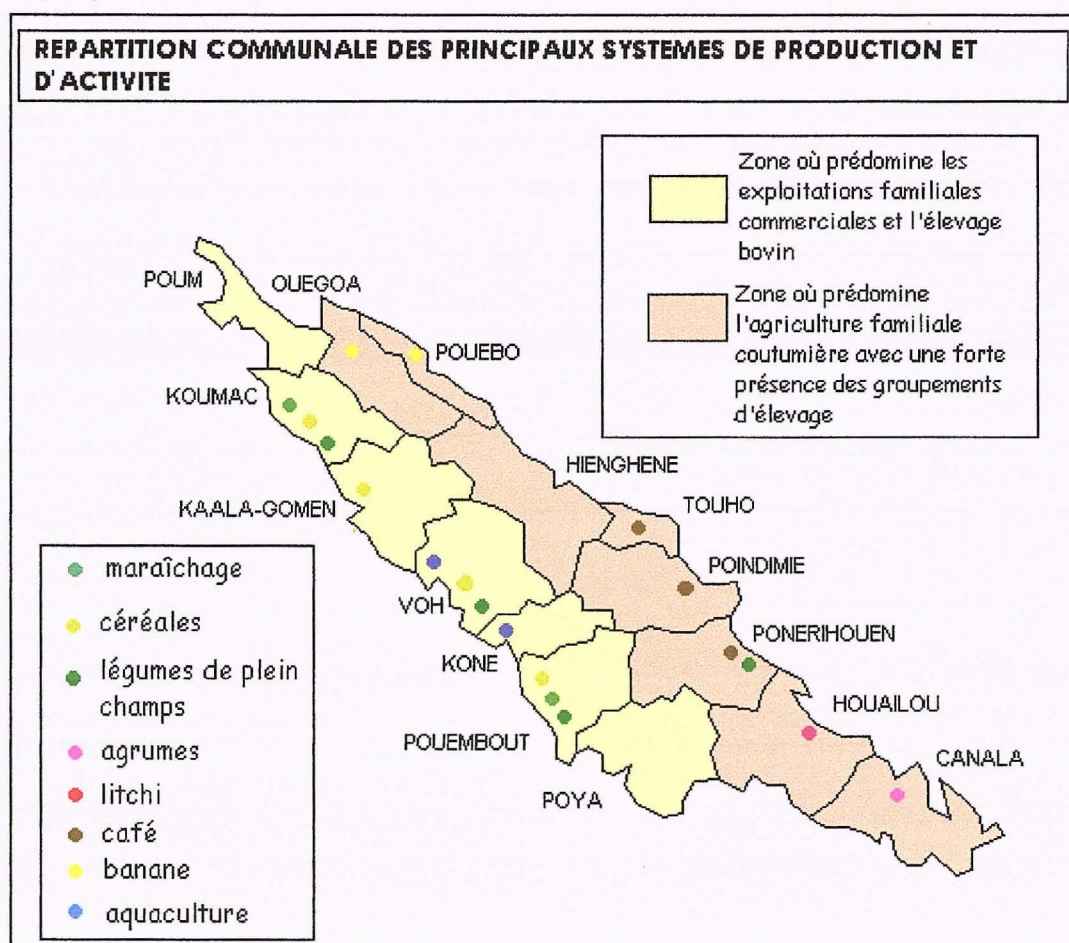 REPARTITION COMMUNALE DES PRINCIPAUX SYSTEMES DE PRODUCTION ET
D'ACTIVITE
Zone où prédomine les
exploitations familiales
commerciales et l'élevage
bovin
Zone où prédomine
l'agriculture familiale
coutumière avec une forte
présence des groupements
d'élevage
POUM
OUEGOA
POUEBO
KOUMAC
HIENGHENE
KAALA-GOMEN
TOUHO
POINDIMIE
VOH
PONERIHOUEN
KONE
HOUAILOU
POUEMBOUT
CANALA
POYA
maraîchage
céréales
légumes de plein
champs
agrumes
litchi
café
banane
aquaculture